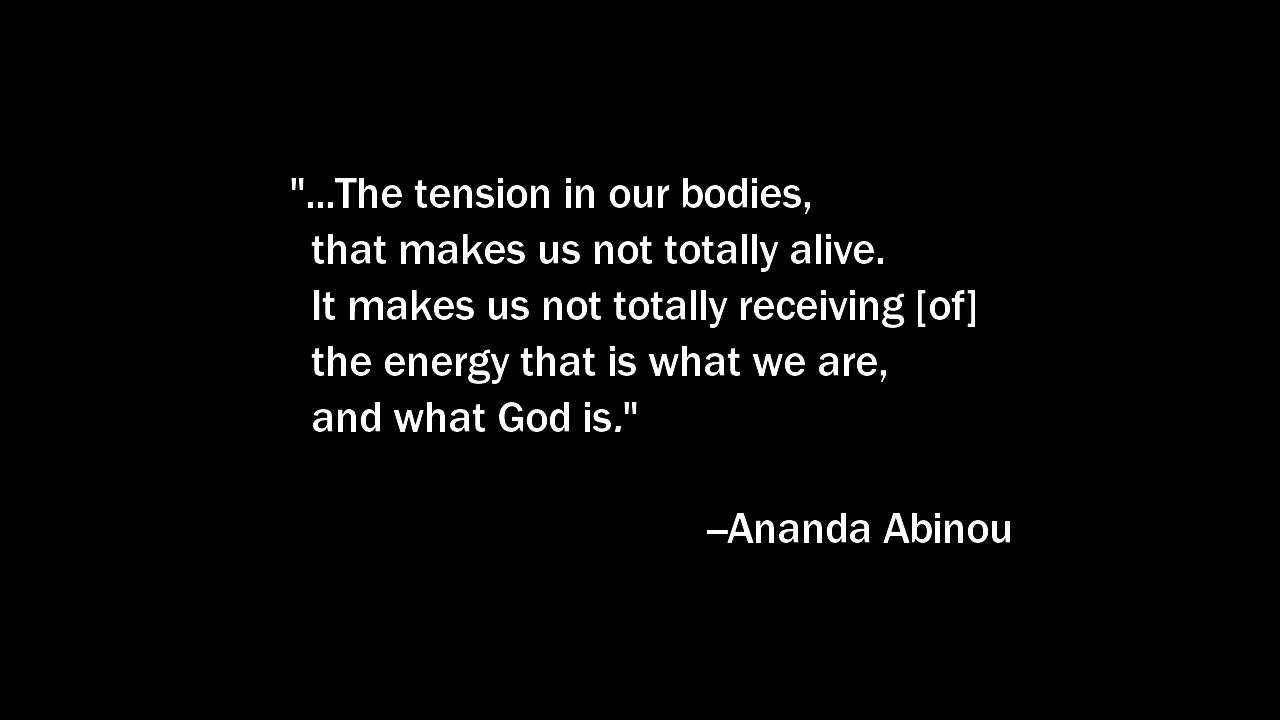 "...The tension in our bodies,
that makes us not totally alive.
It makes us not totally receiving [of]
the energy that is what we are,
and what God is."
–Ananda Abinou